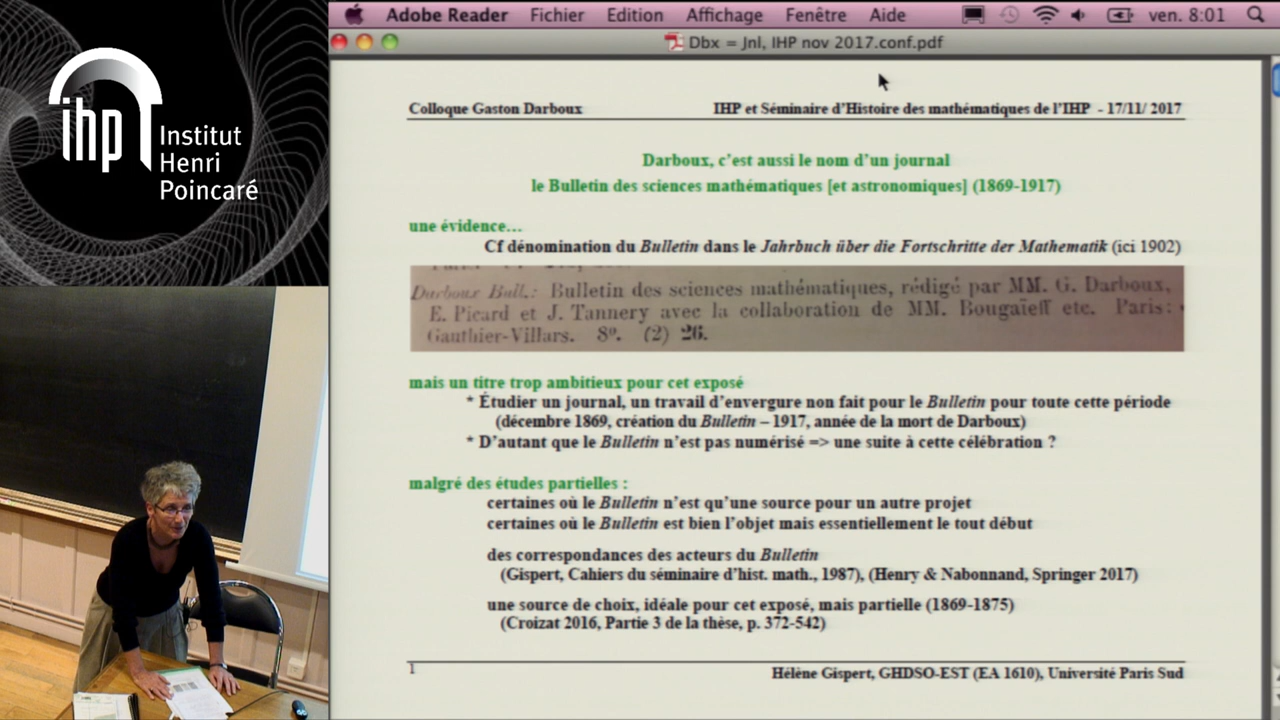 ihp Institut
Henri
Poincaré
Adobe Reader Fichier Edition Affichage Fenêtre Aide ven. 8:01
Dbx = Jnl, IHP nov 2017.conf.pdf
Colloque Gaston Darboux IHP et Séminaire d'Histoire des mathématiques de l'IHP - 17/11/ 2017
Darboux, c'est aussi le nom d'un journal
le Bulletin des sciences mathématiques [et astronomiques] (1869-1917)
une évidence…
Cf dénomination du Bulletin dans le Jahrbuch über die Fortschritte der Mathematik (ici 1902)
Darboux Bull.: Bulletin des sciences mathématiques, rédigé par MM. G. Darboux,
E. Picard et J. Tannery avec la collaboration de MM. Bougaïeff etc. Paris:
Gauthier-Villars. 8º. (2) 26.
mais un titre trop ambitieux pour cet exposé
* Étudier un journal, un travail d'envergure non fait pour le Bulletin pour toute cette période
(décembre 1869, création du Bulletin – 1917, année de la mort de Darboux)
* D'autant que le Bulletin n'est pas numérisé => une suite à cette célébration ?
malgré des études partielles :
certaines où le Bulletin n'est qu'une source pour un autre projet
certaines où le Bulletin est bien l'objet mais essentiellement le tout début
des correspondances des acteurs du Bulletin
(Gispert, Cahiers du séminaire d'hist. math., 1987), (Henry & Nabonnand, Springer 2017)
une source de choix, idéale pour cet exposé, mais partielle (1869-1875)
(Croizat 2016, Partie 3 de la thèse, p. 372-542)
1
Hélène Gispert, GHDSO-EST (EA 1610), Université Paris Sud